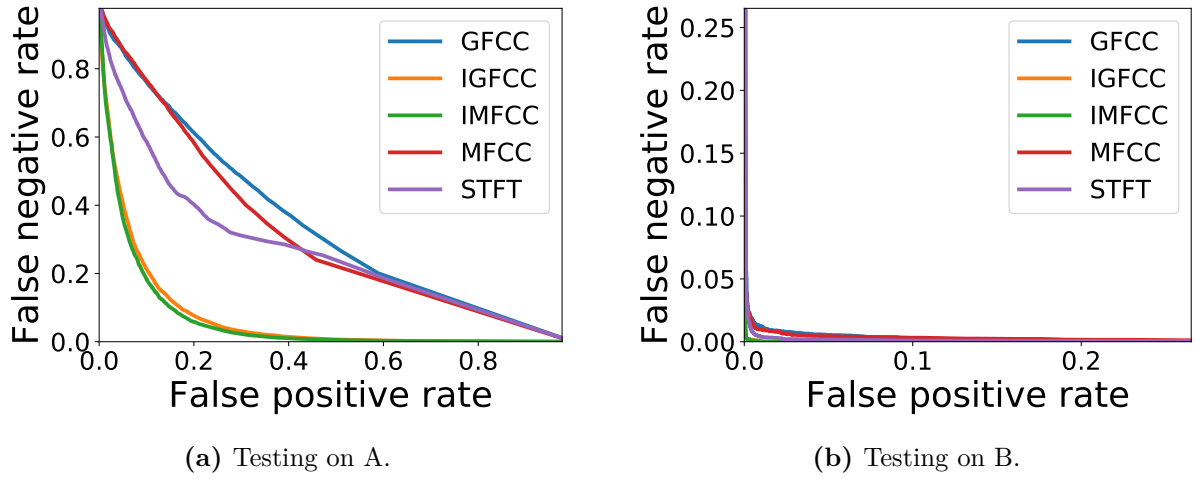 False negative rate
0.8
0.6
0.4
0.2
0.0
0.0 0.2 0.4 0.6 0.8
False positive rate
GFCC
IGFCC
IMFCC
MFCC
STFT
(a) Testing on A.
False negative rate
0.25
0.20
0.15
0.10
0.05
0.00
0.0 0.1 0.2
False positive rate
GFCC
IGFCC
IMFCC
MFCC
STFT
(b) Testing on B.